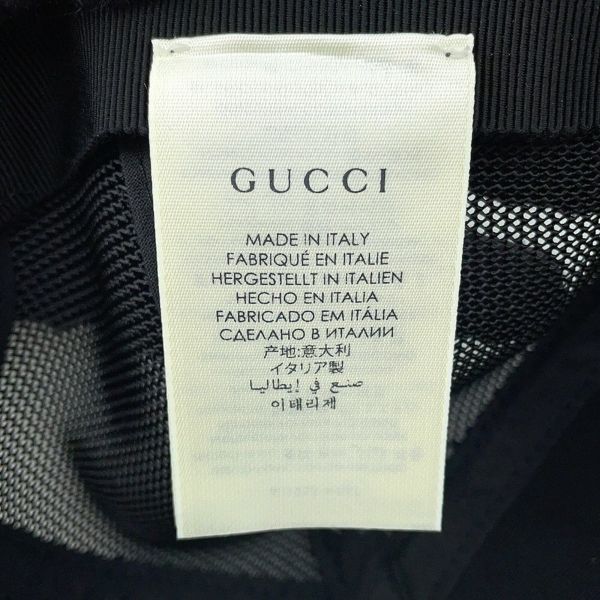 GUCCI
MADE IN ITALY
FABRIQUÉ EN ITALIE
HERGESTELLT IN ITALIEN
HECHO EN ITALIA
FABRICADO EM ITÁLIA
СДЕЛАНО В ИТАЛИИ
产地:意大利
イタリア製
صنع في إيطاليا
이태리제